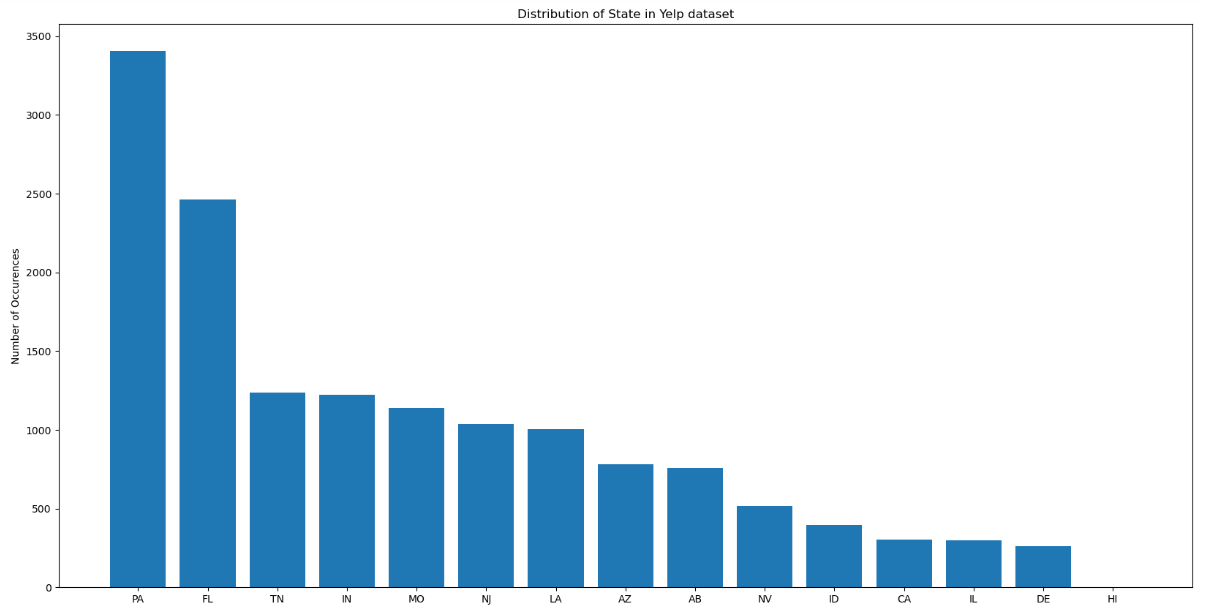 Distribution of State in Yelp dataset
Number of Occurences
3500
3000
2500
2000
1500
1000
500
0
PA FL TN IN MO NJ LA AZ AB NV ID CA IL DE HI